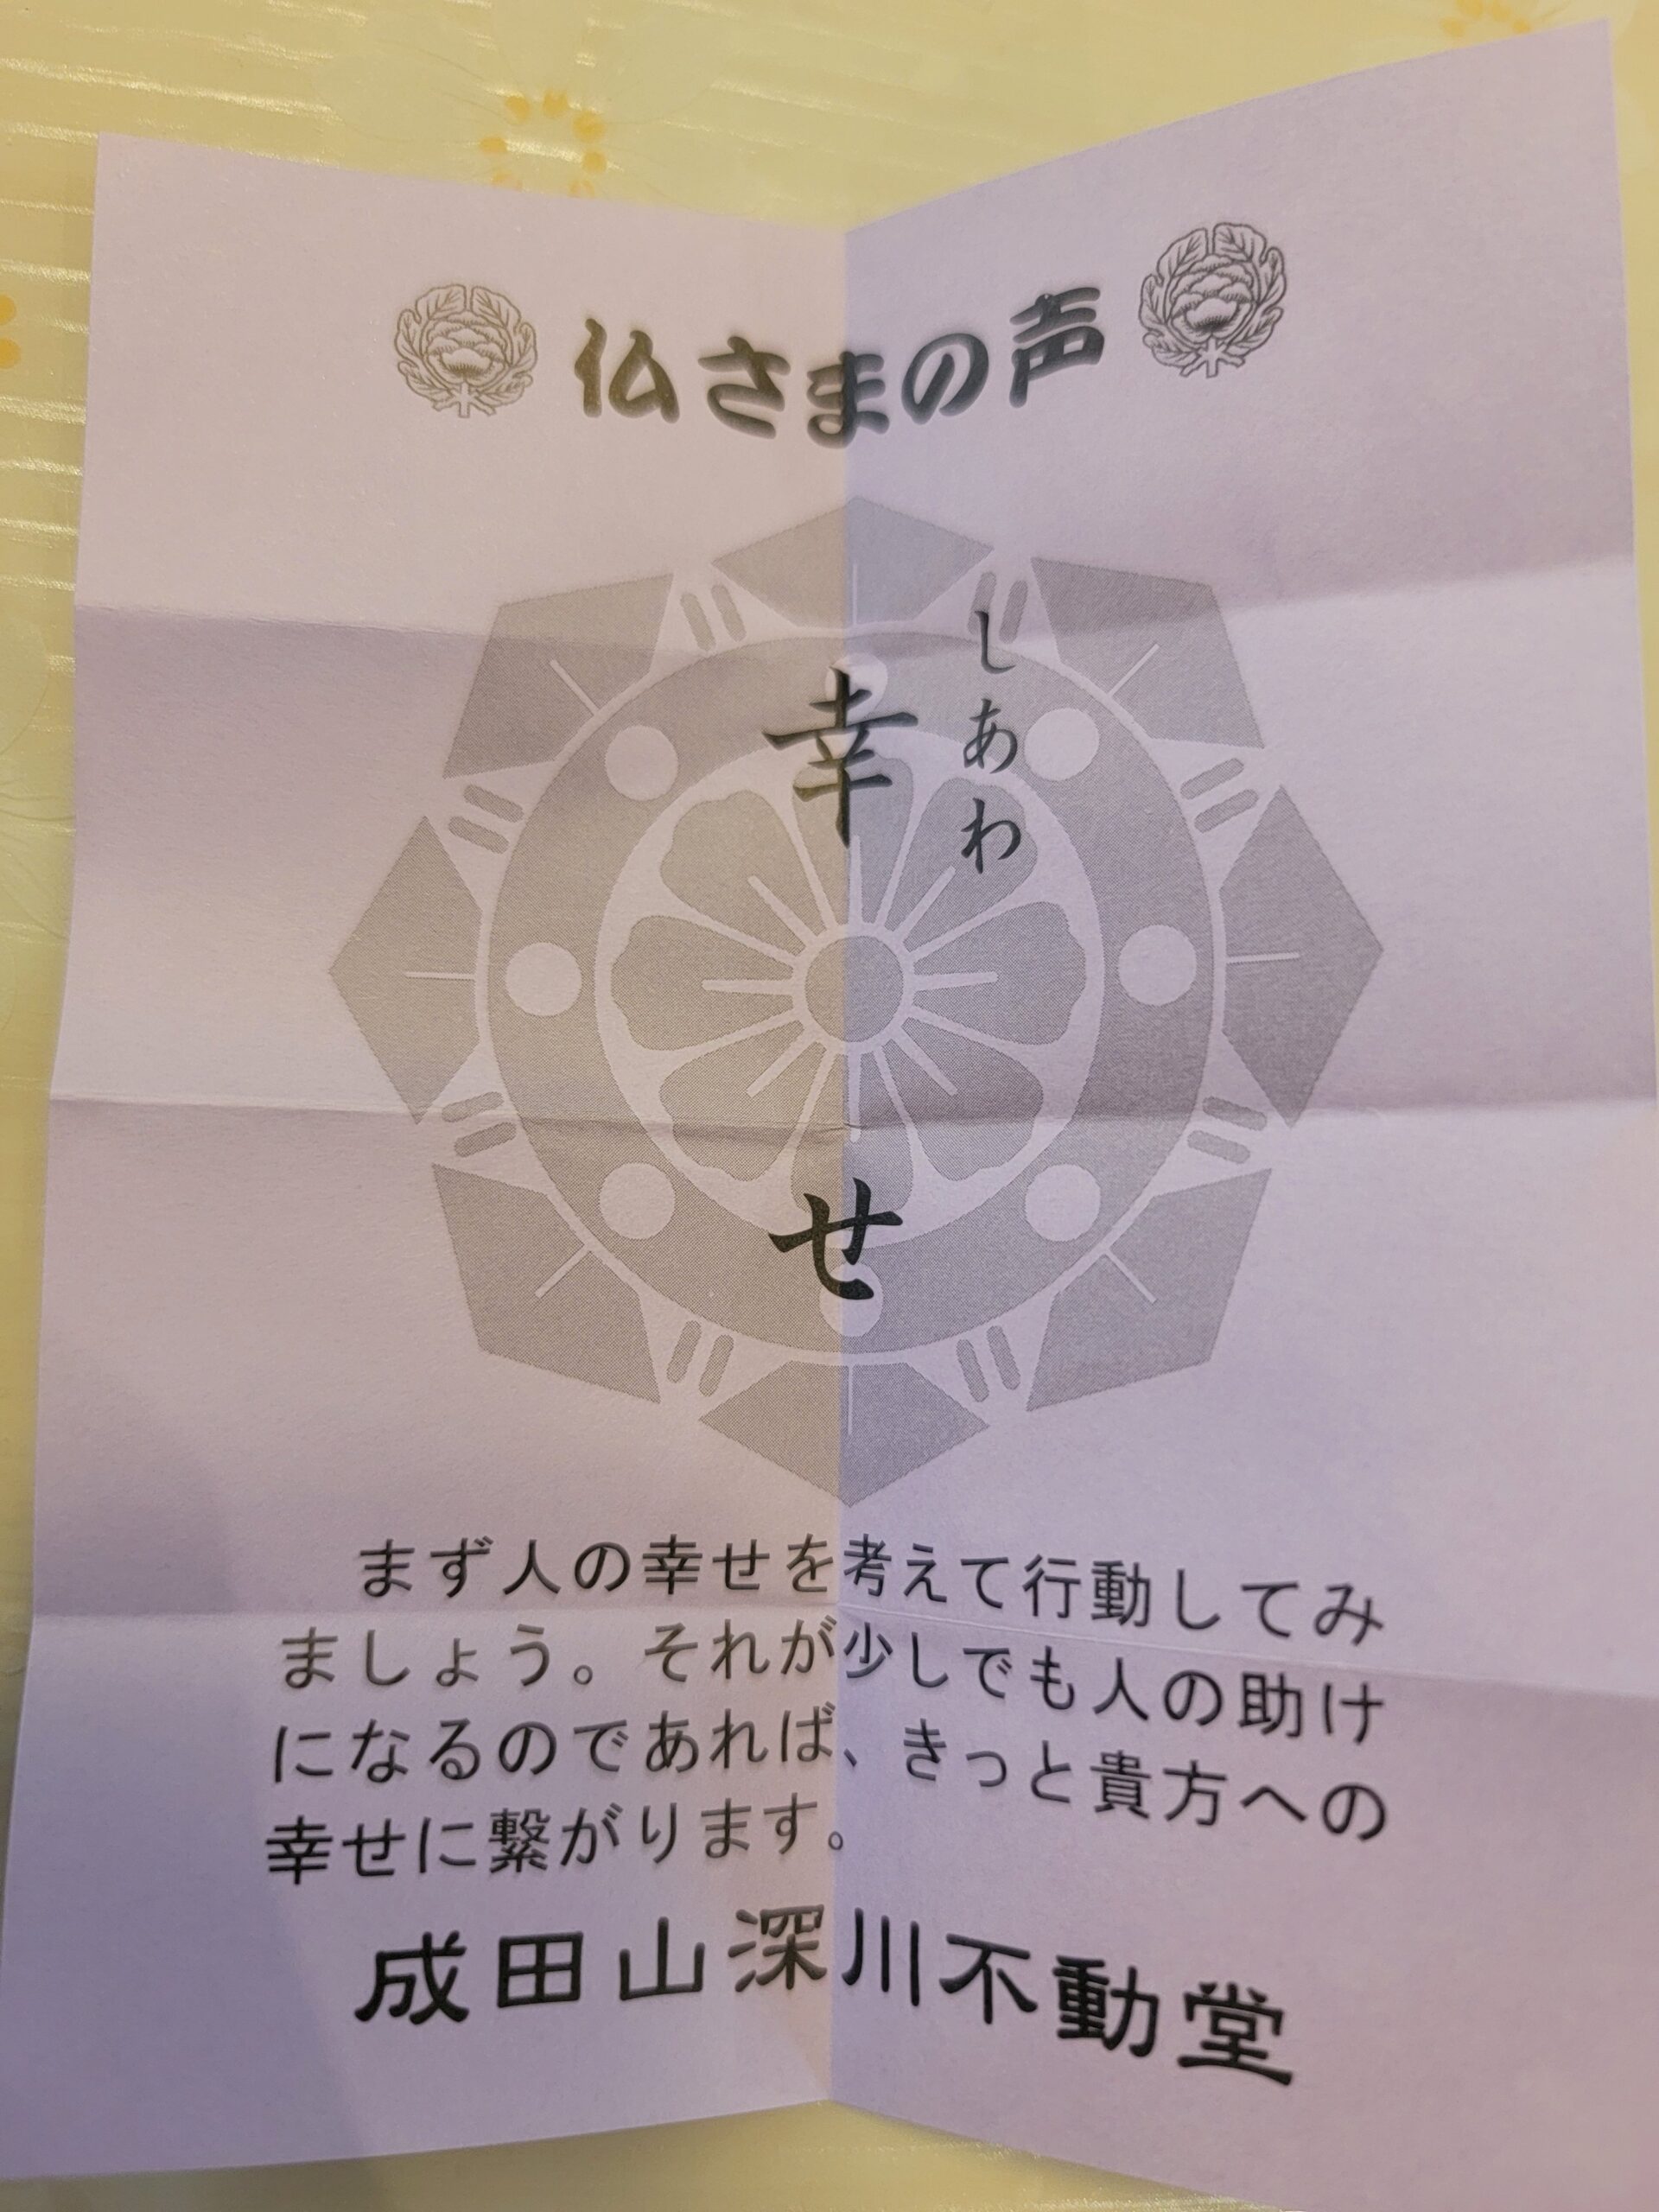 仏さまの声
しあわ
幸せ
まず人の幸せを考えて行動してみ
ましょう。それが少しでも人の助け
になるのであれば、きっと貴方への
幸せに繋がります。
成田山深川不動堂